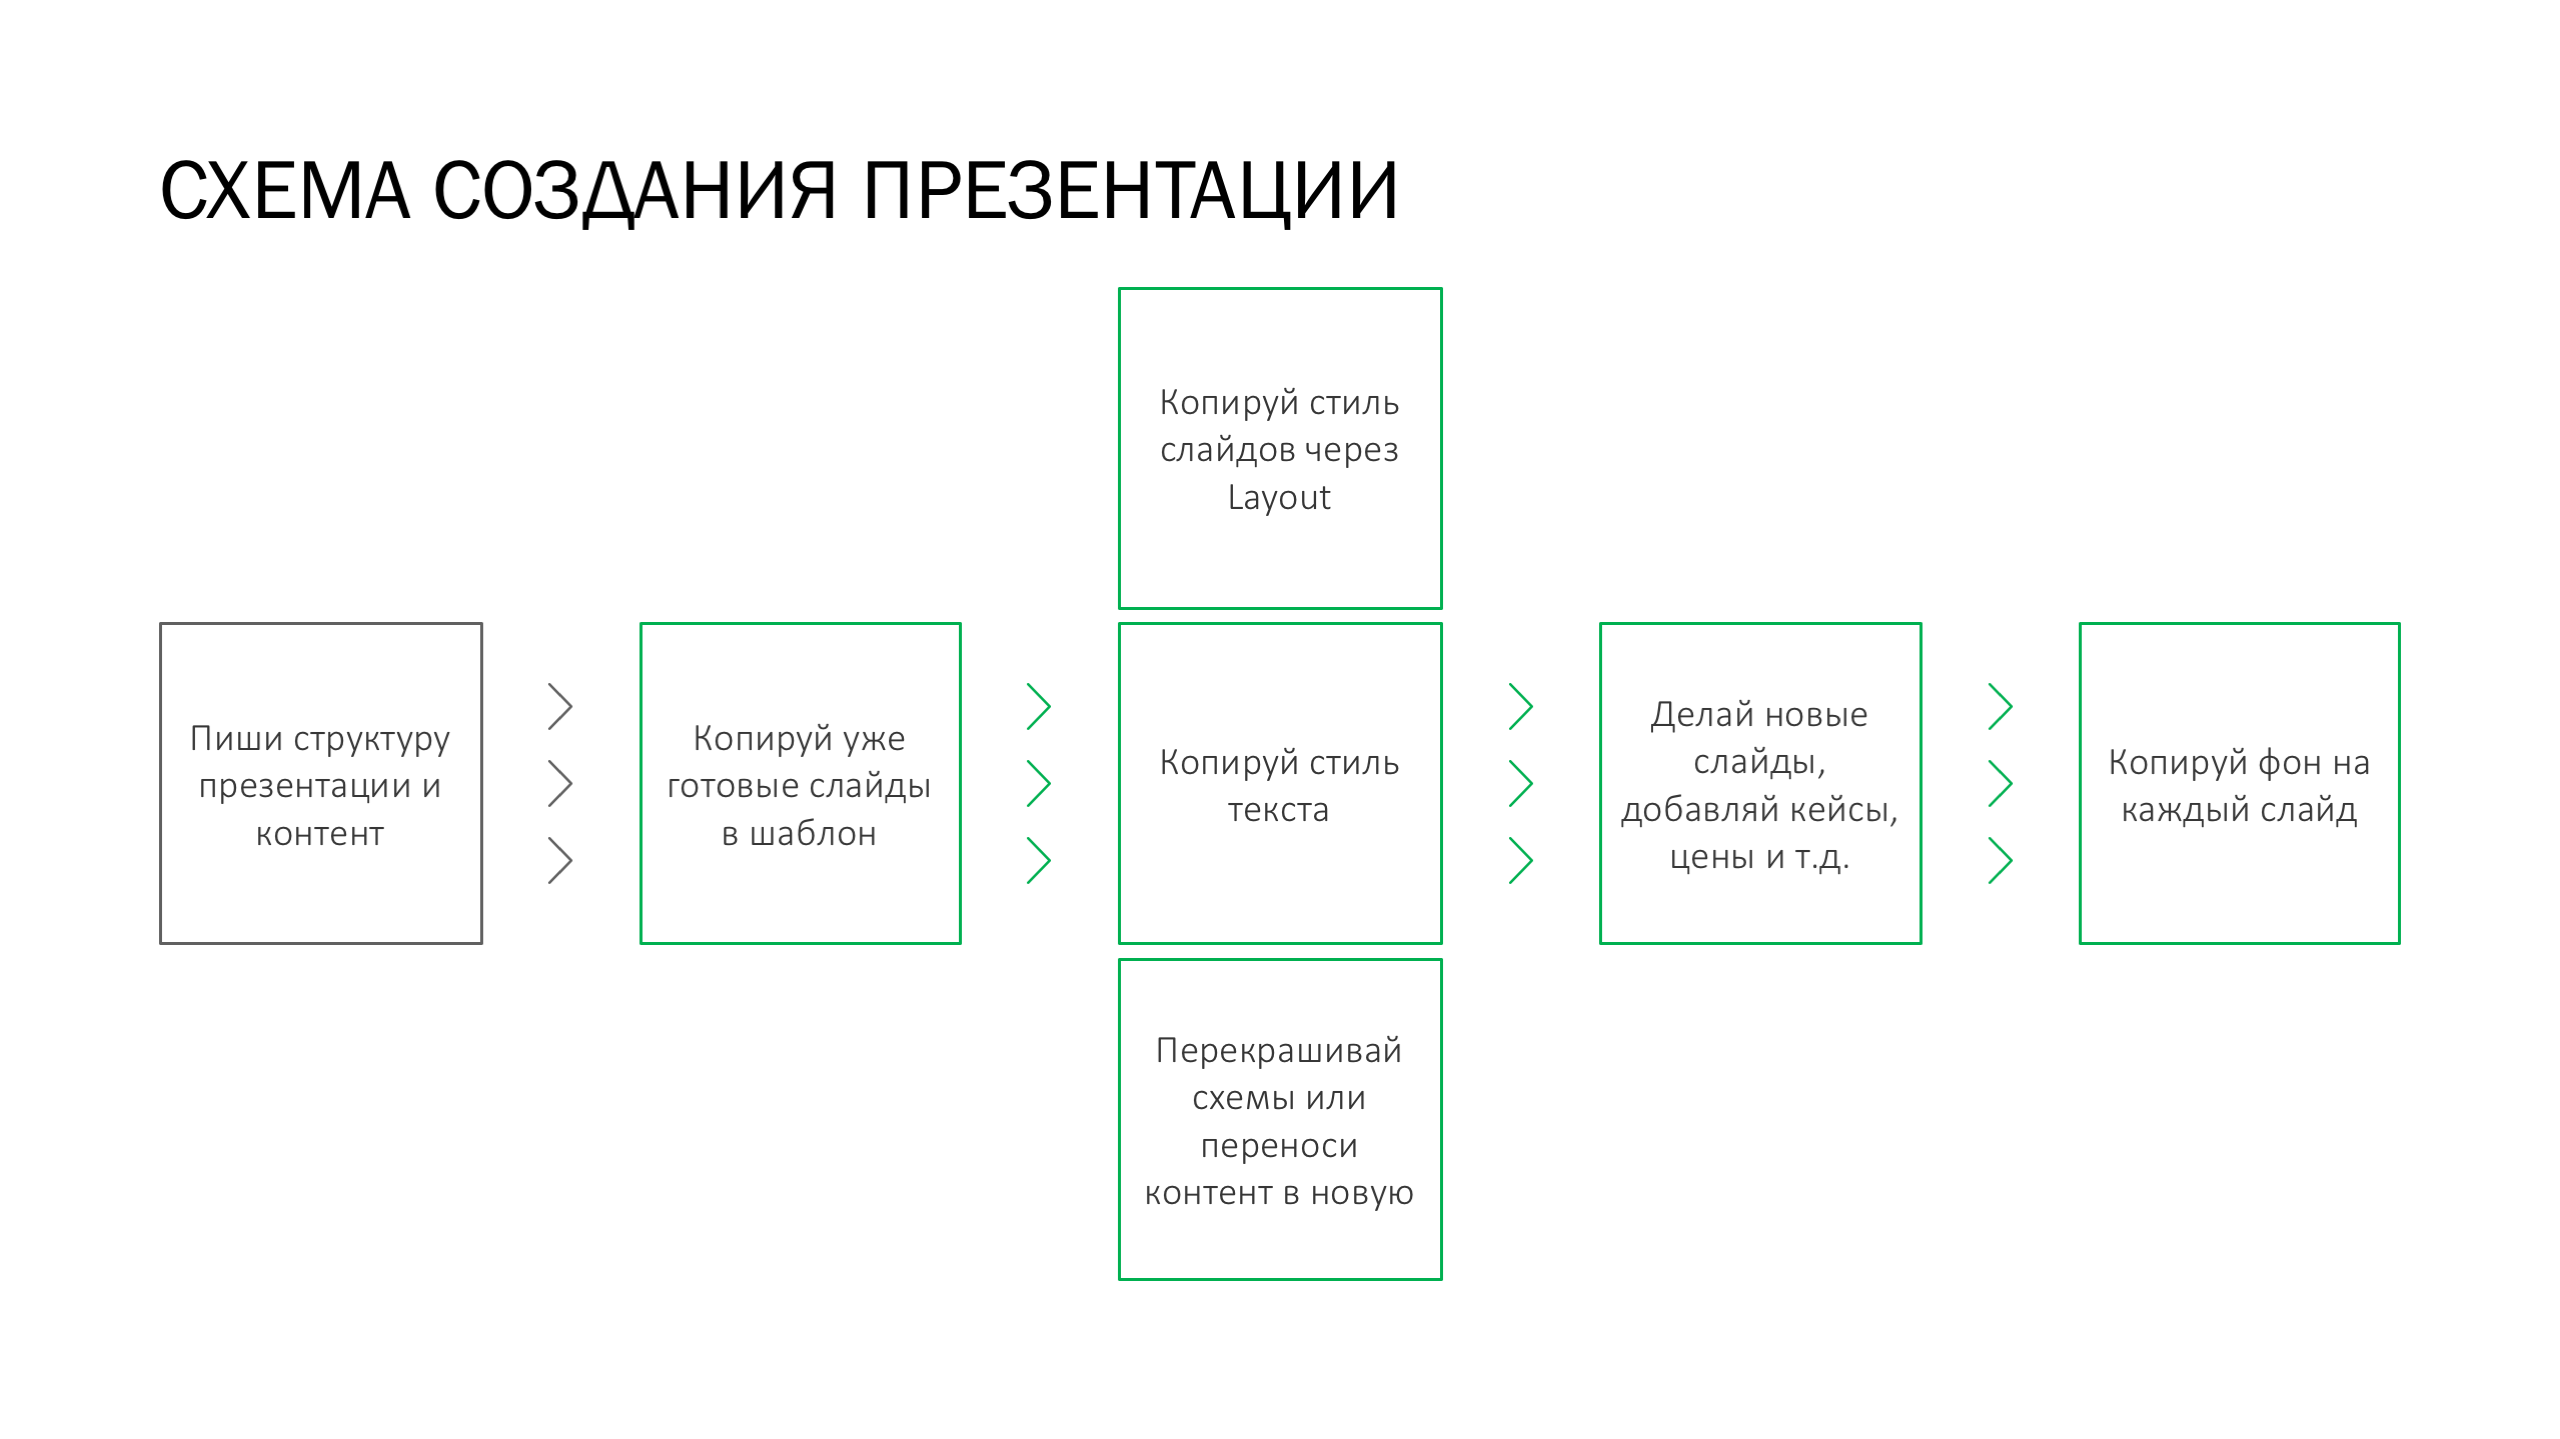 СХЕМА СОЗДАНИЯ ПРЕЗЕНТАЦИИ
Пиши структуру
презентации и
контент
Копируй уже
готовые слайды
в шаблон
Копируй стиль
слайдов через
Layout
Копируй стиль
текста
Перекрашивай
схемы или
переноси
контент в новую
Делай новые
слайды,
добавляй кейсы,
цены и т.д.
Копируй фон на
каждый слайд